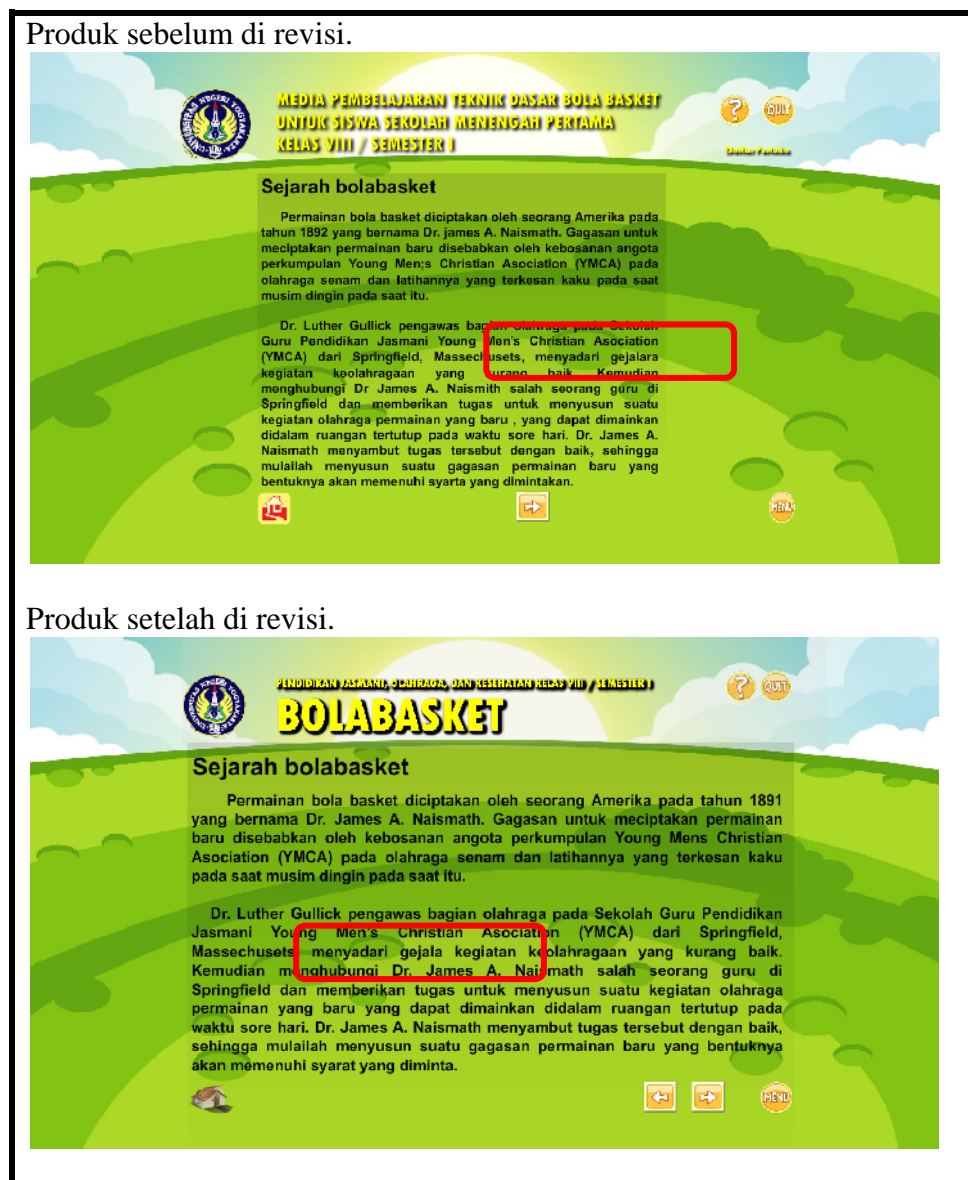 Produk sebelum di revisi.
MEDIA PEMBELAJARAN TEKNIK DASAR BOLA BASKET
UNTUK SISWA SEKOLAH MENENGAH PERTAMA
KELAS VIII / SEMESTER I
?
QUIT
UNIVERSITAS NEGERI YOGYAKARTA
Sejarah bolabasket
Permainan bola basket diciptakan oleh seorang Amerika pada
tahun 1892 yang bernama Dr. james A. Naismath. Gagasan untuk
meciptakan permainan baru disebabkan oleh kebosanan angota
perkumpulan Young Men;s Christian Asociation (YMCA) pada
olahraga senam dan latihannya yang terkesan kaku pada saat
musim dingin pada saat itu.
Dr. Luther Gullick pengawas bagian olahraga pada Sekolah
Guru Pendidikan Jasmani Young Men's Christian Asociation
(YMCA) dari Springfield, Massechusets, menyadari gejalara
kegiatan keolahragaan yang kurang baik. Kemudian
menghubungi Dr James A. Naismith salah seorang guru di
Springfield dan memberikan tugas untuk menyusun suatu
kegiatan olahraga permainan yang baru , yang dapat dimainkan
didalam ruangan tertutup pada waktu sore hari. Dr. James A.
Naismath menyambut tugas tersebut dengan baik, sehingga
mulailah menyusun suatu gagasan permainan baru yang
bentuknya akan memenuhi syarta yang dimintakan.
MENU
Produk setelah di revisi.
PENDIDIKAN JASMANI, OLAHRAGA, DAN KESEHATAN KELAS VIII / SEMESTER I
BOLABASKET
?
QUIT
UNIVERSITAS NEGERI YOGYAKARTA
Sejarah bolabasket
Permainan bola basket diciptakan oleh seorang Amerika pada tahun 1891
yang bernama Dr. James A. Naismath. Gagasan untuk meciptakan permainan
baru disebabkan oleh kebosanan angota perkumpulan Young Mens Christian
Asociation (YMCA) pada olahraga senam dan latihannya yang terkesan kaku
pada saat musim dingin pada saat itu.
Dr. Luther Gullick pengawas bagian olahraga pada Sekolah Guru Pendidikan
Jasmani Young Men's Christian Asociation (YMCA) dari Springfield,
Massechusets menyadari gejala kegiatan keolahragaan yang kurang baik.
Kemudian menghubungi Dr. James A. Naismath salah seorang guru di
Springfield dan memberikan tugas untuk menyusun suatu kegiatan olahraga
permainan yang baru yang dapat dimainkan didalam ruangan tertutup pada
waktu sore hari. Dr. James A. Naismath menyambut tugas tersebut dengan baik,
sehingga mulailah menyusun suatu gagasan permainan baru yang bentuknya
akan memenuhi syarat yang diminta.
MENU